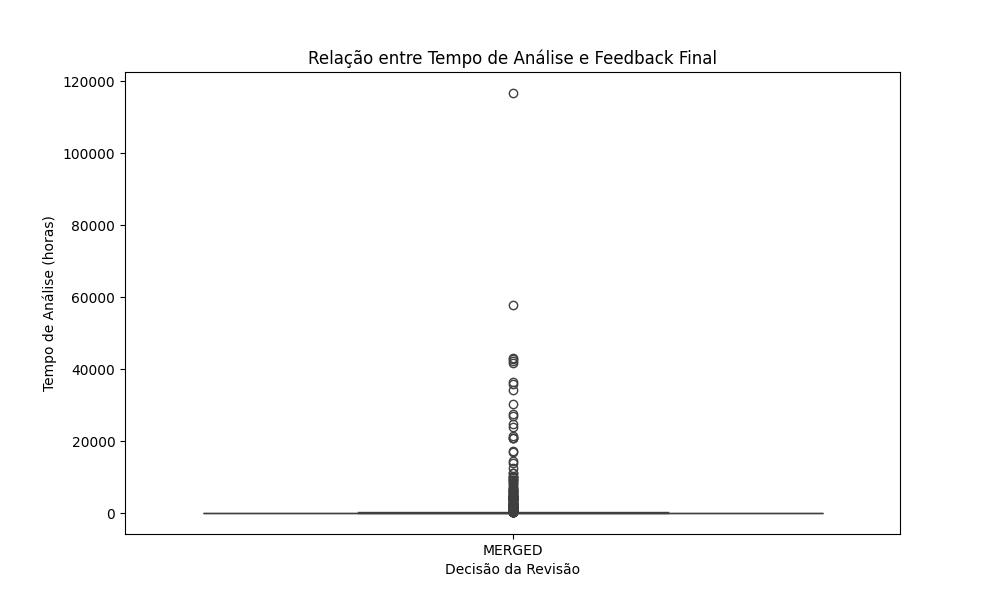 Relação entre Tempo de Análise e Feedback Final
120000
100000
80000
60000
40000
20000
0
Tempo de Análise (horas)
MERGED
Decisão da Revisão